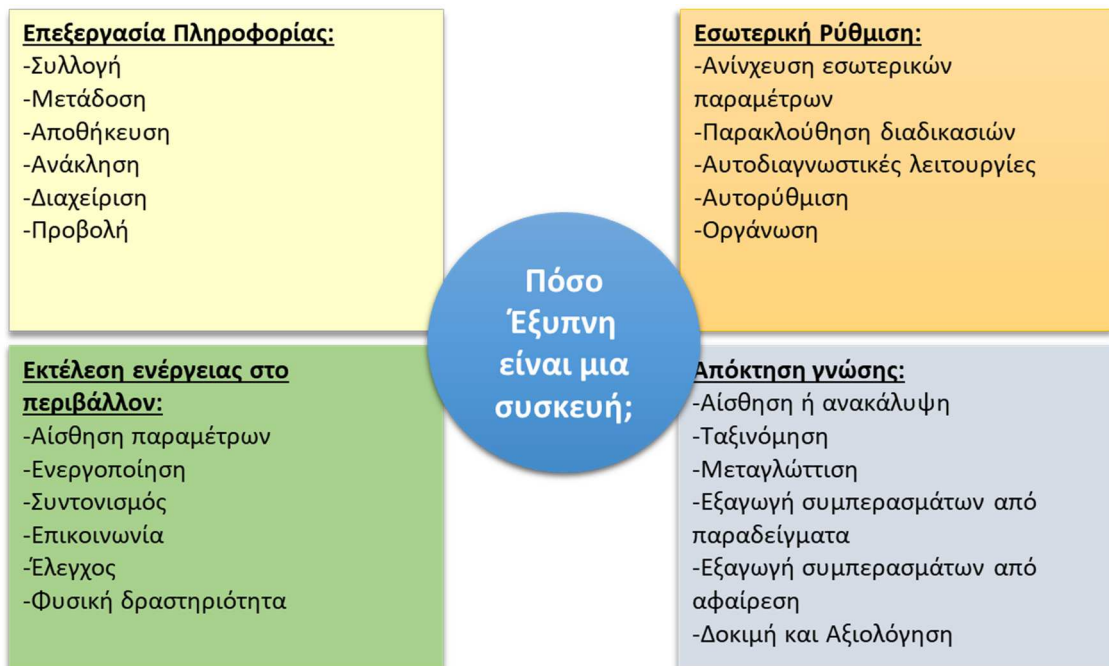 Επεξεργασία Πληροφορίας:
-Συλλογή
-Μετάδοση
-Αποθήκευση
-Ανάκληση
-Διαχείριση
-Προβολή
Εσωτερική Ρύθμιση:
-Ανίνχευση εσωτερικών
παραμέτρων
-Παρακλούθηση διαδικασιών
-Αυτοδιαγνωστικές λειτουργίες
-Αυτορύθμιση
-Οργάνωση
Πόσο
Έξυπνη
είναι μια
συσκευή;
Εκτέλεση ενέργειας στο
περιβάλλον:
-Αίσθηση παραμέτρων
-Ενεργοποίηση
-Συντονισμός
-Επικοινωνία
-Έλεγχος
-Φυσική δραστηριότητα
Απόκτηση γνώσης:
-Αίσθηση ή ανακάλυψη
-Ταξινόμηση
-Μεταγλώττιση
-Εξαγωγή συμπερασμάτων από
παραδείγματα
-Εξαγωγή συμπερασμάτων από
αφαίρεση
-Δοκιμή και Αξιολόγηση